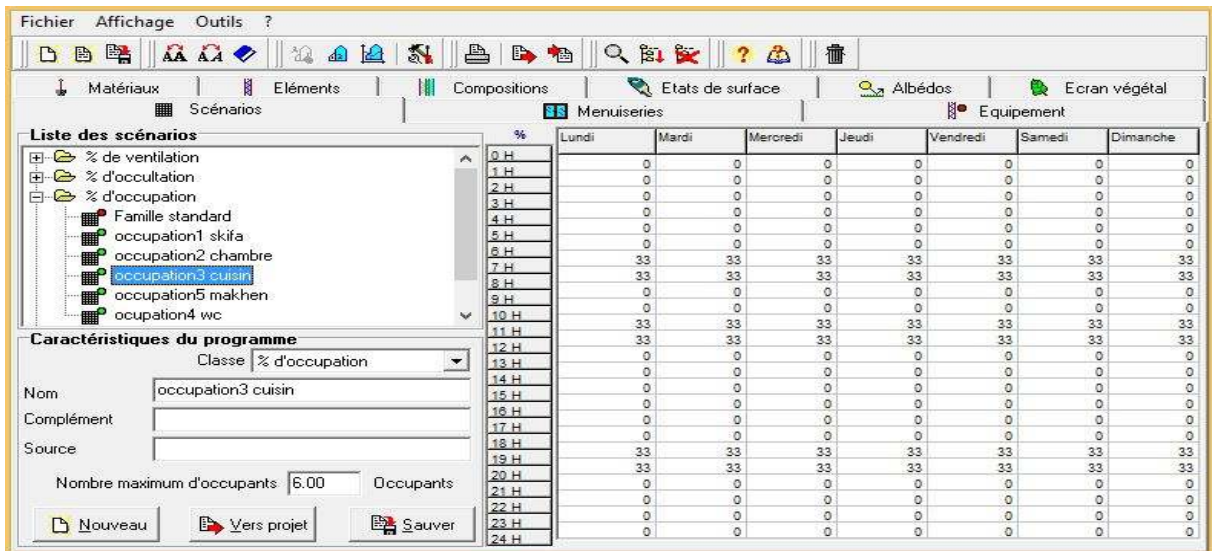 Fichier Affichage Outils ?
Matériaux Eléments Compositions Etats de surface Albédos Ecran végétal
Scénarios Menuiseries Equipement
Liste des scénarios
% de ventilation
% d'occultation
% d'occupation
Famille standard
occupation1 skifa
occupation2 chambre
occupation3 cuisin
occupation5 makhen
ocupation4 wc
Caractéristiques du programme
Classe % d'occupation
Nom occupation3 cuisin
Complément
Source
Nombre maximum d'occupants 6.00 Occupants
Nouveau Vers projet Sauver
% Lundi Mardi Mercredi Jeudi Vendredi Samedi Dimanche
0 H
0 0 0 0 0 0 0
1 H
0 0 0 0 0 0 0
2 H
0 0 0 0 0 0 0
3 H
0 0 0 0 0 0 0
4 H
0 0 0 0 0 0 0
5 H
0 0 0 0 0 0 0
6 H
33 33 33 33 33 33 33
7 H
33 33 33 33 33 33 33
8 H
0 0 0 0 0 0 0
9 H
0 0 0 0 0 0 0
10 H
33 33 33 33 33 33 33
11 H
33 33 33 33 33 33 33
12 H
0 0 0 0 0 0 0
13 H
0 0 0 0 0 0 0
14 H
0 0 0 0 0 0 0
15 H
0 0 0 0 0 0 0
16 H
0 0 0 0 0 0 0
17 H
0 0 0 0 0 0 0
18 H
33 33 33 33 33 33 33
19 H
33 33 33 33 33 33 33
20 H
0 0 0 0 0 0 0
21 H
0 0 0 0 0 0 0
22 H
0 0 0 0 0 0 0
23 H
0 0 0 0 0 0 0
24 H